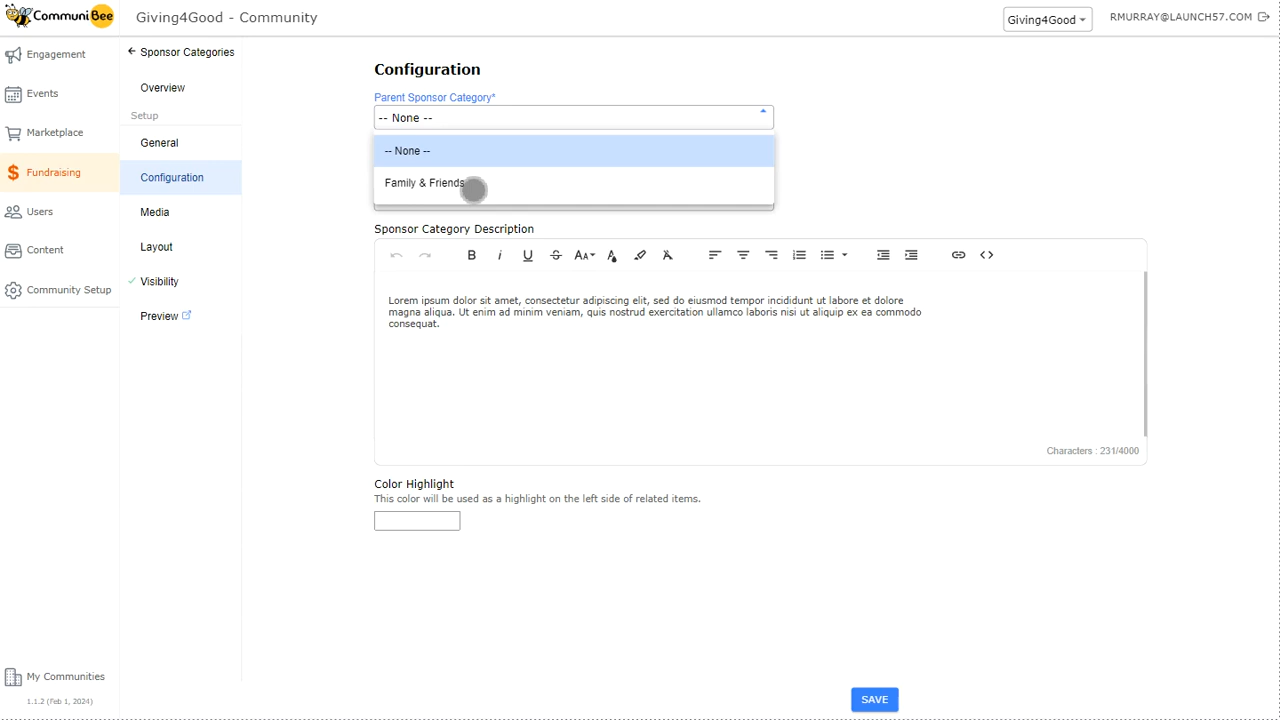 CommuniBee
Giving4Good - Community
Giving4Good
RMURRAY@LAUNCH57.COM
Engagement
Events
Marketplace
Fundraising
Users
Content
Community Setup
My Communities
1.1.2 (Feb 1, 2024)
Sponsor Categories
Overview
Setup
General
Configuration
Media
Layout
Visibility
Preview
Configuration
Parent Sponsor Category*
-- None --
-- None --
Family & Friends
Sponsor Category Description
Lorem ipsum dolor sit amet, consectetur adipiscing elit, sed do eiusmod tempor incididunt ut labore et dolore
magna aliqua. Ut enim ad minim veniam, quis nostrud exercitation ullamco laboris nisi ut aliquip ex ea commodo
consequat.
Characters : 231/4000
Color Highlight
This color will be used as a highlight on the left side of related items.
SAVE